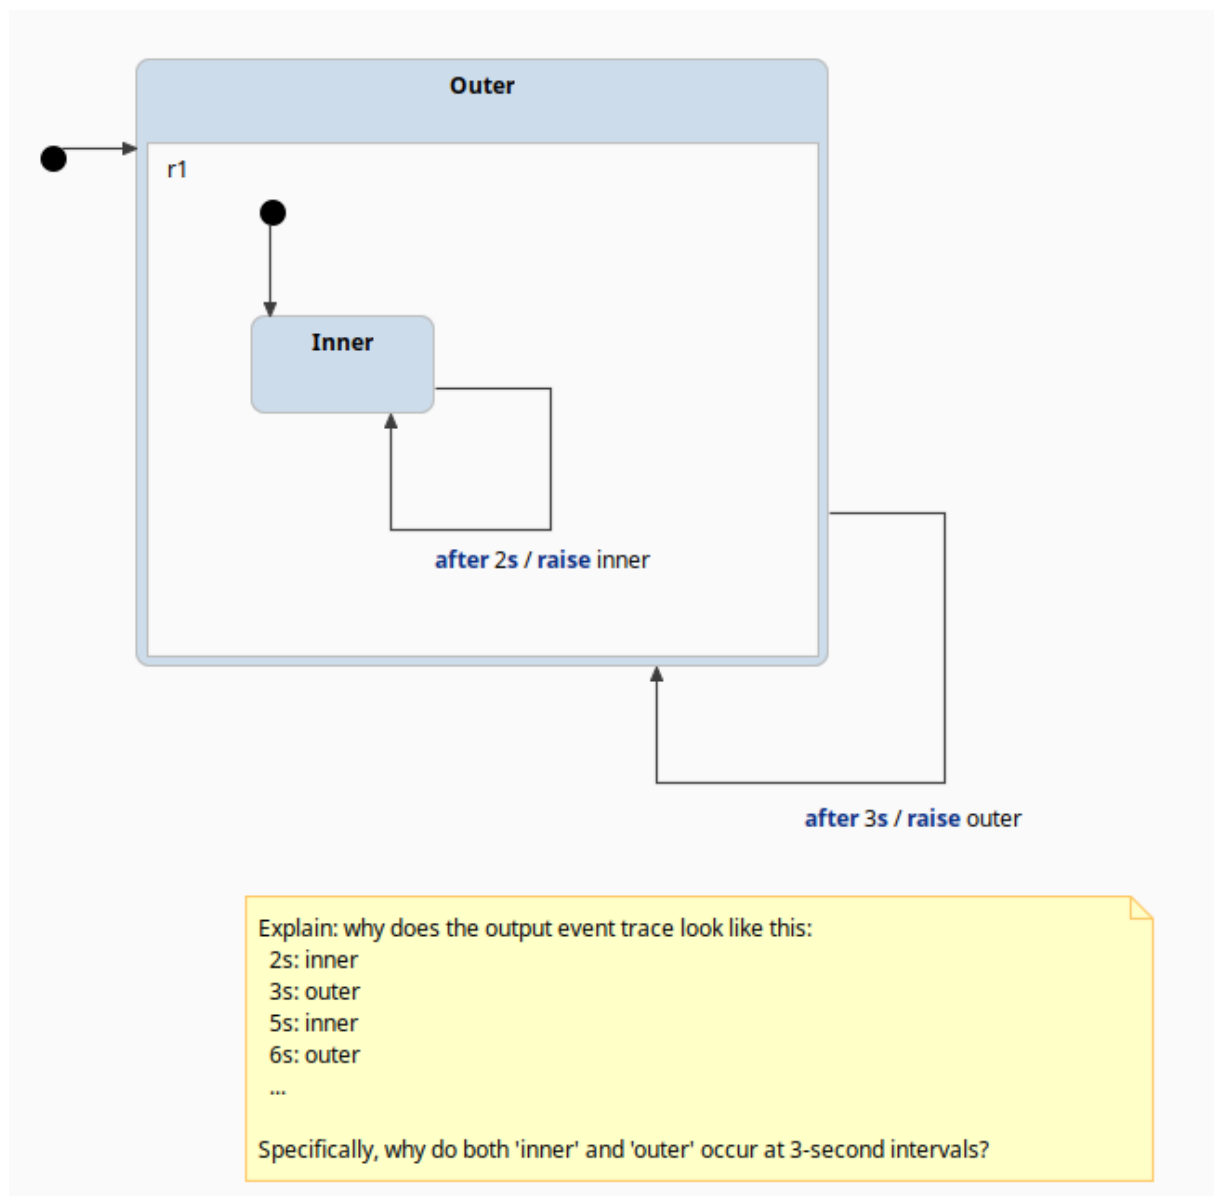 Outer
r1
Inner
after 2s / raise inner
after 3s / raise outer
Explain: why does the output event trace look like this:
2s: inner
3s: outer
5s: inner
6s: outer
...
Specifically, why do both 'inner' and 'outer' occur at 3-second intervals?